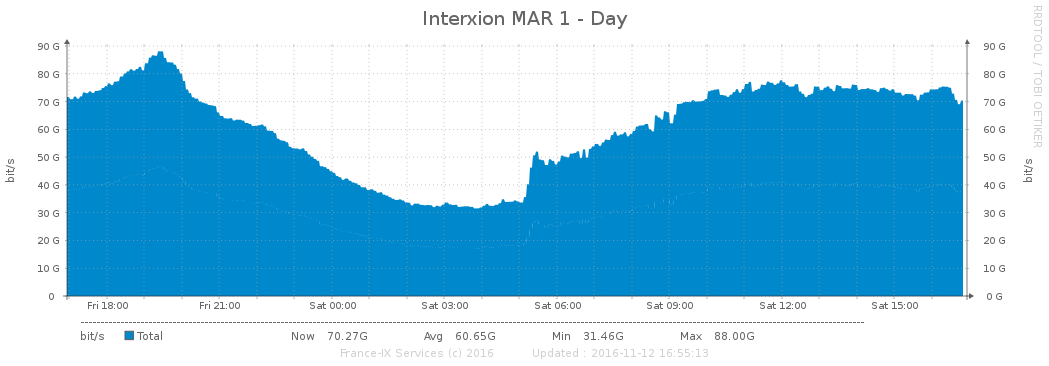 Interxion MAR 1 - Day
RRDTOOL / TOBI OETIKER
bit/s
90 G 90 G
80 G 80 G
70 G 70 G
60 G 60 G
50 G 50 G
40 G 40 G
30 G 30 G
20 G 20 G
10 G 10 G
0 0 G
bit/s
Fri 18:00 Fri 21:00 Sat 00:00 Sat 03:00 Sat 06:00 Sat 09:00 Sat 12:00 Sat 15:00
bit/s Total Now 70.27G Avg 60.65G Min 31.46G Max 88.00G
France-IX Services (c) 2016 Updated : 2016-11-12 16:55:13